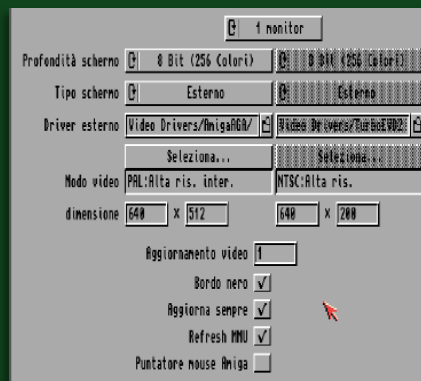 1 monitor
Profondità schermo 8 Bit (256 Colori) 8 Bit (256 Colori)
Tipo schermo Esterno Esterno
Driver esterno Video Drivers/AmigaAGA/ Video Drivers/TurboEVD2
Seleziona... Seleziona...
Modo video PAL:Alta ris. inter. NTSC:Alta ris.
dimensione 640 X 512 640 X 200
Aggiornamento video 1
Bordo nero
Aggiorna sempre
Refresh MMU
Puntatore mouse Amiga